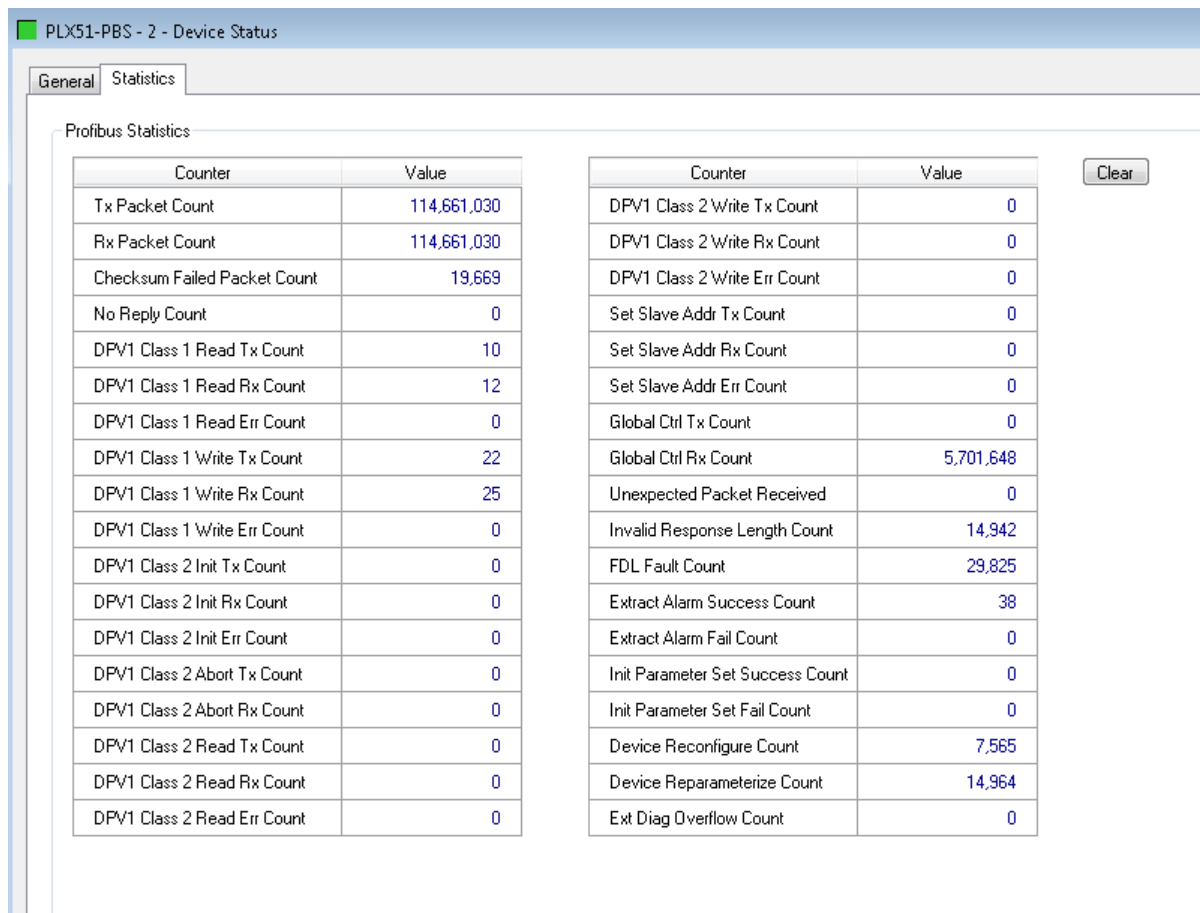 PLX51-PBS - 2 - Device Status
General Statistics
Profibus Statistics
Counter Value Counter Value Clear
Tx Packet Count 114,661,030 DPV1 Class 2 Write Tx Count 0
Rx Packet Count 114,661,030 DPV1 Class 2 Write Rx Count 0
Checksum Failed Packet Count 19,669 DPV1 Class 2 Write Err Count 0
No Reply Count 0 Set Slave Addr Tx Count 0
DPV1 Class 1 Read Tx Count 10 Set Slave Addr Rx Count 0
DPV1 Class 1 Read Rx Count 12 Set Slave Addr Err Count 0
DPV1 Class 1 Read Err Count 0 Global Ctrl Tx Count 0
DPV1 Class 1 Write Tx Count 22 Global Ctrl Rx Count 5,701,648
DPV1 Class 1 Write Rx Count 25 Unexpected Packet Received 0
DPV1 Class 1 Write Err Count 0 Invalid Response Length Count 14,942
DPV1 Class 2 Init Tx Count 0 FDL Fault Count 29,825
DPV1 Class 2 Init Rx Count 0 Extract Alarm Success Count 38
DPV1 Class 2 Init Err Count 0 Extract Alarm Fail Count 0
DPV1 Class 2 Abort Tx Count 0 Init Parameter Set Success Count 0
DPV1 Class 2 Abort Rx Count 0 Init Parameter Set Fail Count 0
DPV1 Class 2 Read Tx Count 0 Device Reconfigure Count 7,565
DPV1 Class 2 Read Rx Count 0 Device Reparameterize Count 14,964
DPV1 Class 2 Read Err Count 0 Ext Diag Overflow Count 0